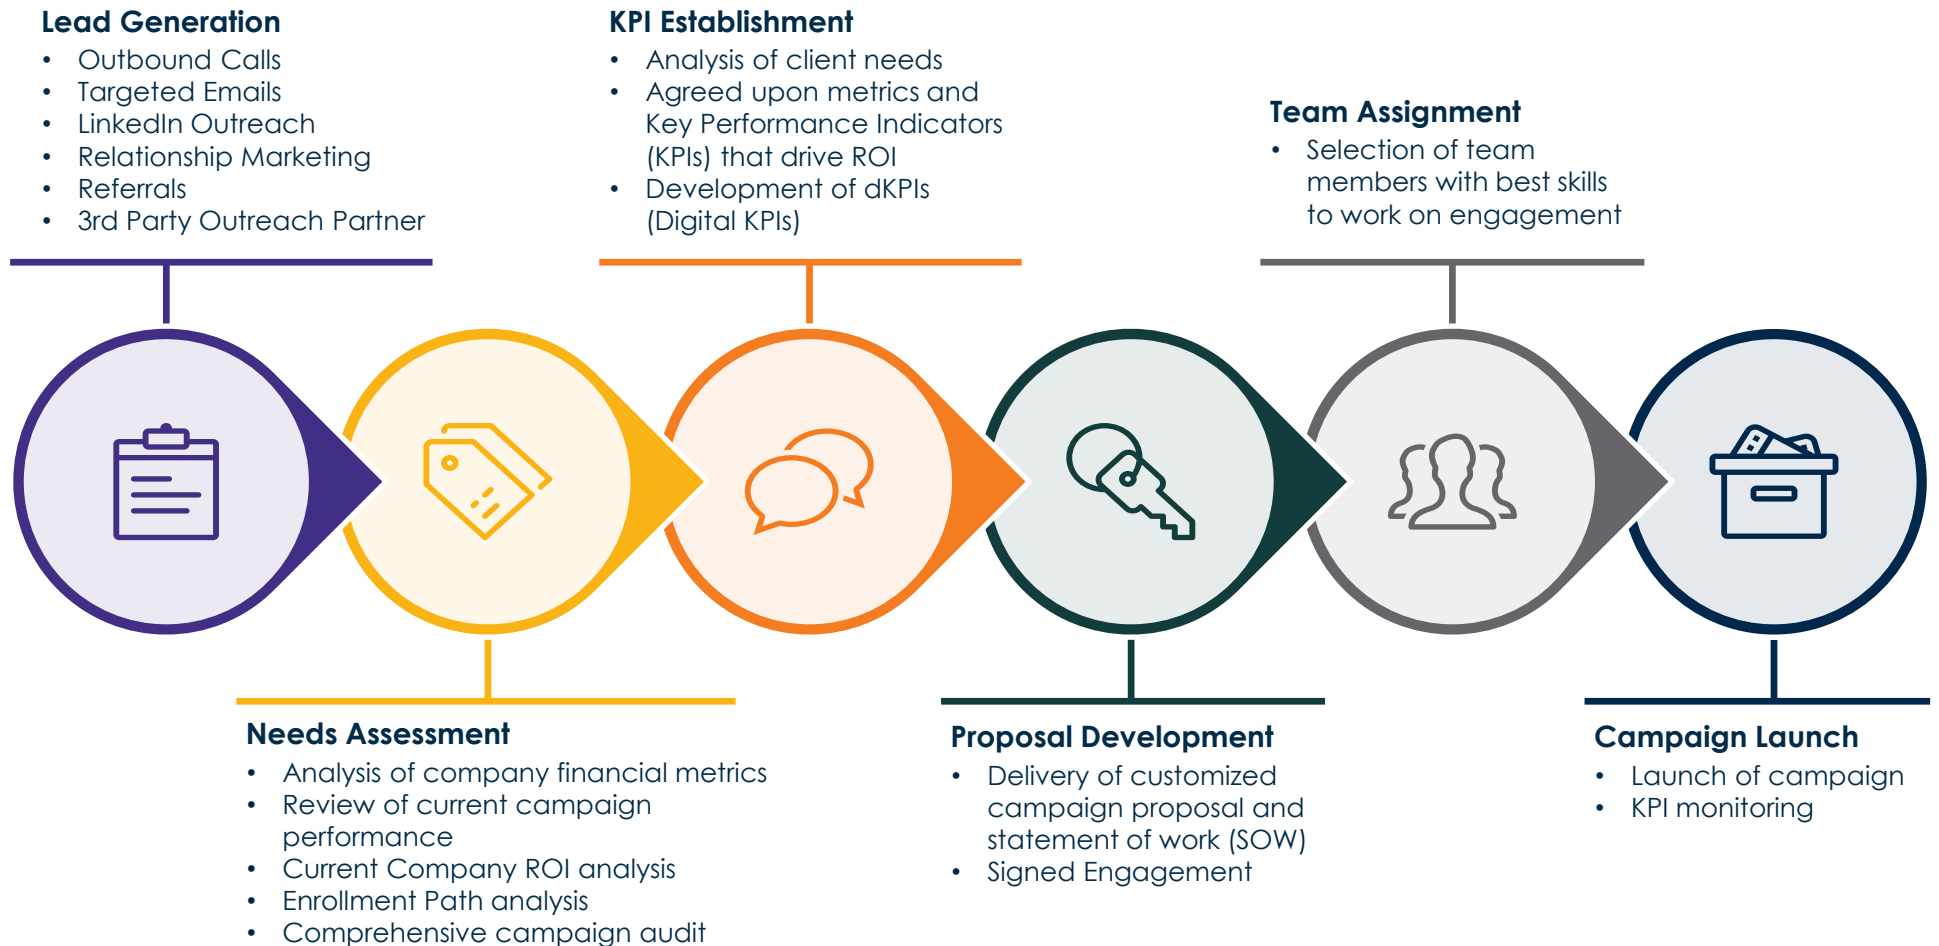 Lead Generation
• Outbound Calls
• Targeted Emails
• LinkedIn Outreach
• Relationship Marketing
• Referrals
• 3rd Party Outreach Partner
KPI Establishment
• Analysis of client needs
• Agreed upon metrics and
Key Performance Indicators
(KPIs) that drive ROI
• Development of dKPIs
(Digital KPIs)
Team Assignment
• Selection of team
members with best skills
to work on engagement
Needs Assessment
• Analysis of company financial metrics
• Review of current campaign
performance
• Current Company ROI analysis
• Enrollment Path analysis
• Comprehensive campaign audit
Proposal Development
• Delivery of customized
campaign proposal and
statement of work (SOW)
• Signed Engagement
Campaign Launch
• Launch of campaign
• KPI monitoring